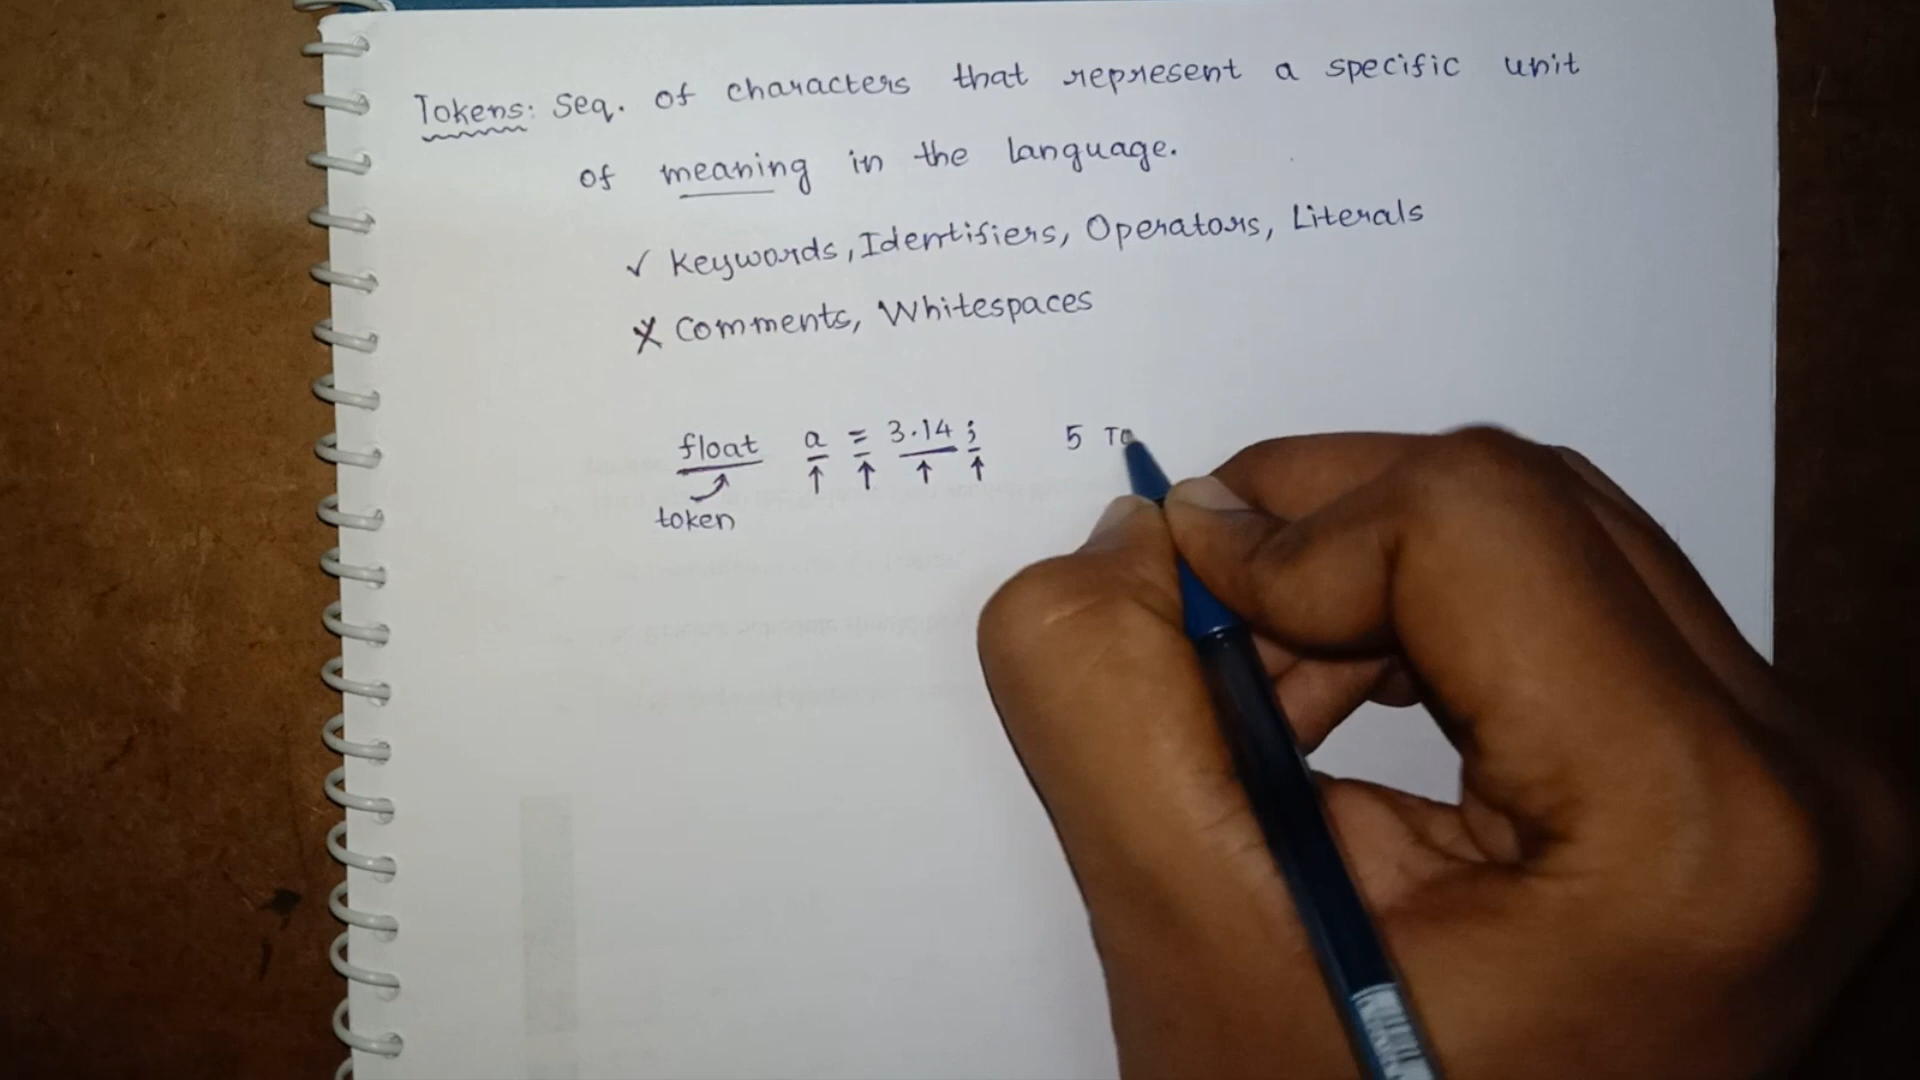 Tokens: Seq. of characters that represent a specific unit
of meaning in the language.
✓ Keywords, Identifiers, Operators, Literals
X Comments, Whitespaces
float a = 3.14 ; 5 To
token